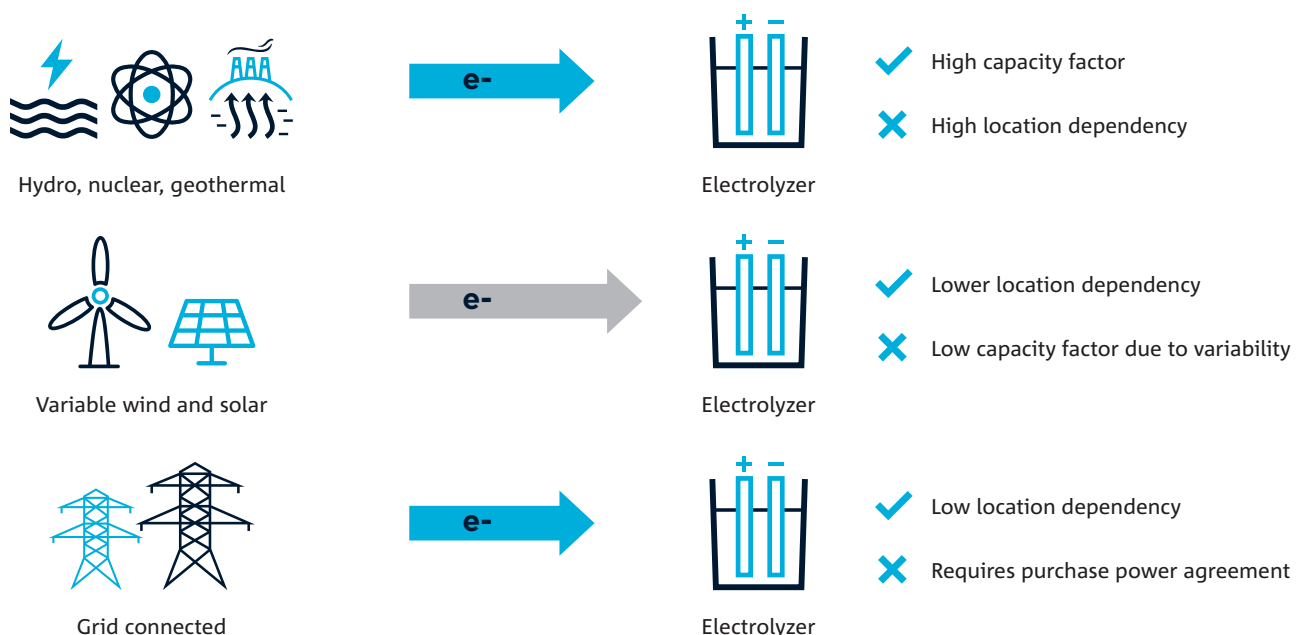 e-
+ −
High capacity factor
High location dependency
Hydro, nuclear, geothermal
Electrolyzer
e-
+ −
Lower location dependency
Low capacity factor due to variability
Variable wind and solar
Electrolyzer
e-
+ −
Low location dependency
Requires purchase power agreement
Grid connected
Electrolyzer